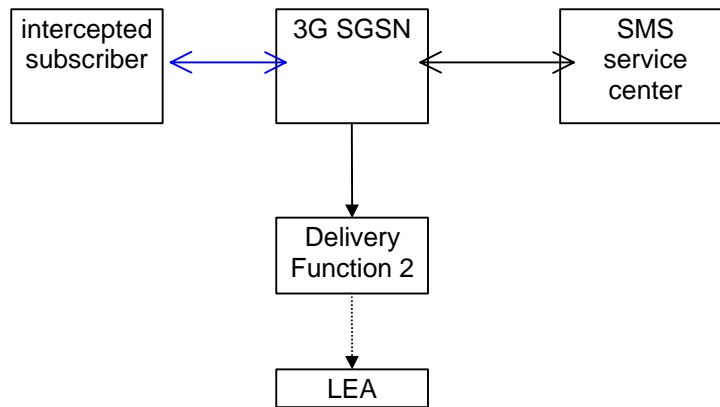 intercepted
subscriber
3G SGSN
SMS
service
center
Delivery
Function 2
LEA